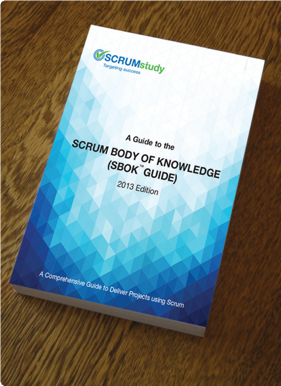 SCRUMstudy
Targeting success
A Guide to the
SCRUM BODY OF KNOWLEDGE
(SBOK™ GUIDE)
2013 Edition
A Comprehensive Guide to Deliver Projects using Scrum